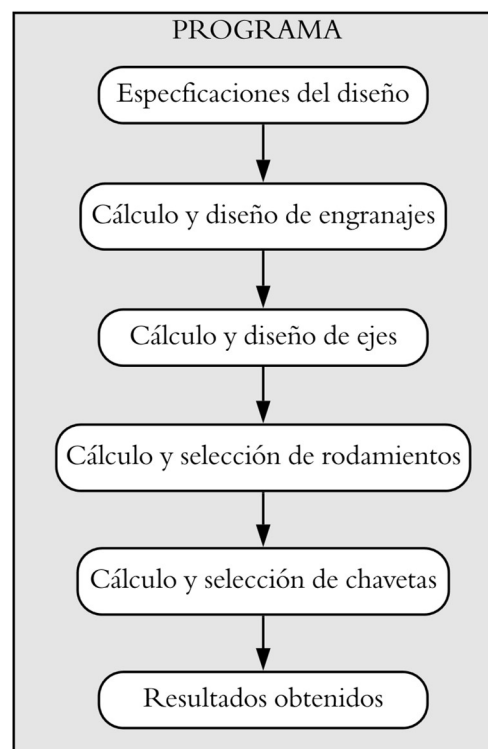 PROGRAMA
Especficaciones del diseño
Cálculo y diseño de engranajes
Cálculo y diseño de ejes
Cálculo y selección de rodamientos
Cálculo y selección de chavetas
Resultados obtenidos